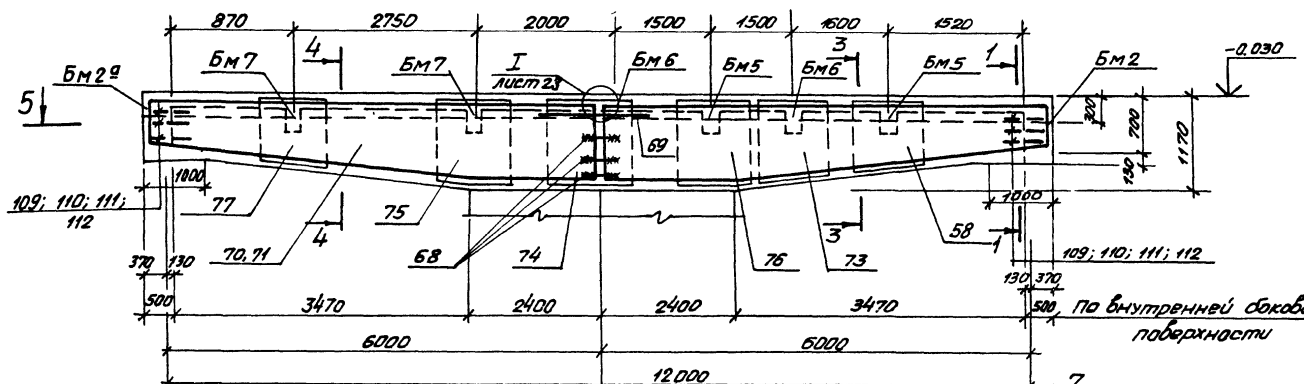 870 2750 2000 1500 1500 1600 1520
Бм2а Бм7 4 Бм7 I Бм6 Бм5 3 Бм6 Бм5 1 Бм2 -0.030
лист 23
5
69
300 700 130 1170
1000 1000
109; 110; 111; 112
77 70,71 4 75 68 74 76 3 73 58 1
109; 110; 111; 112
370 130 130 370
500 3470 2400 2400 3470 500
По внутренней боково
поверхности
6000 6000
12000